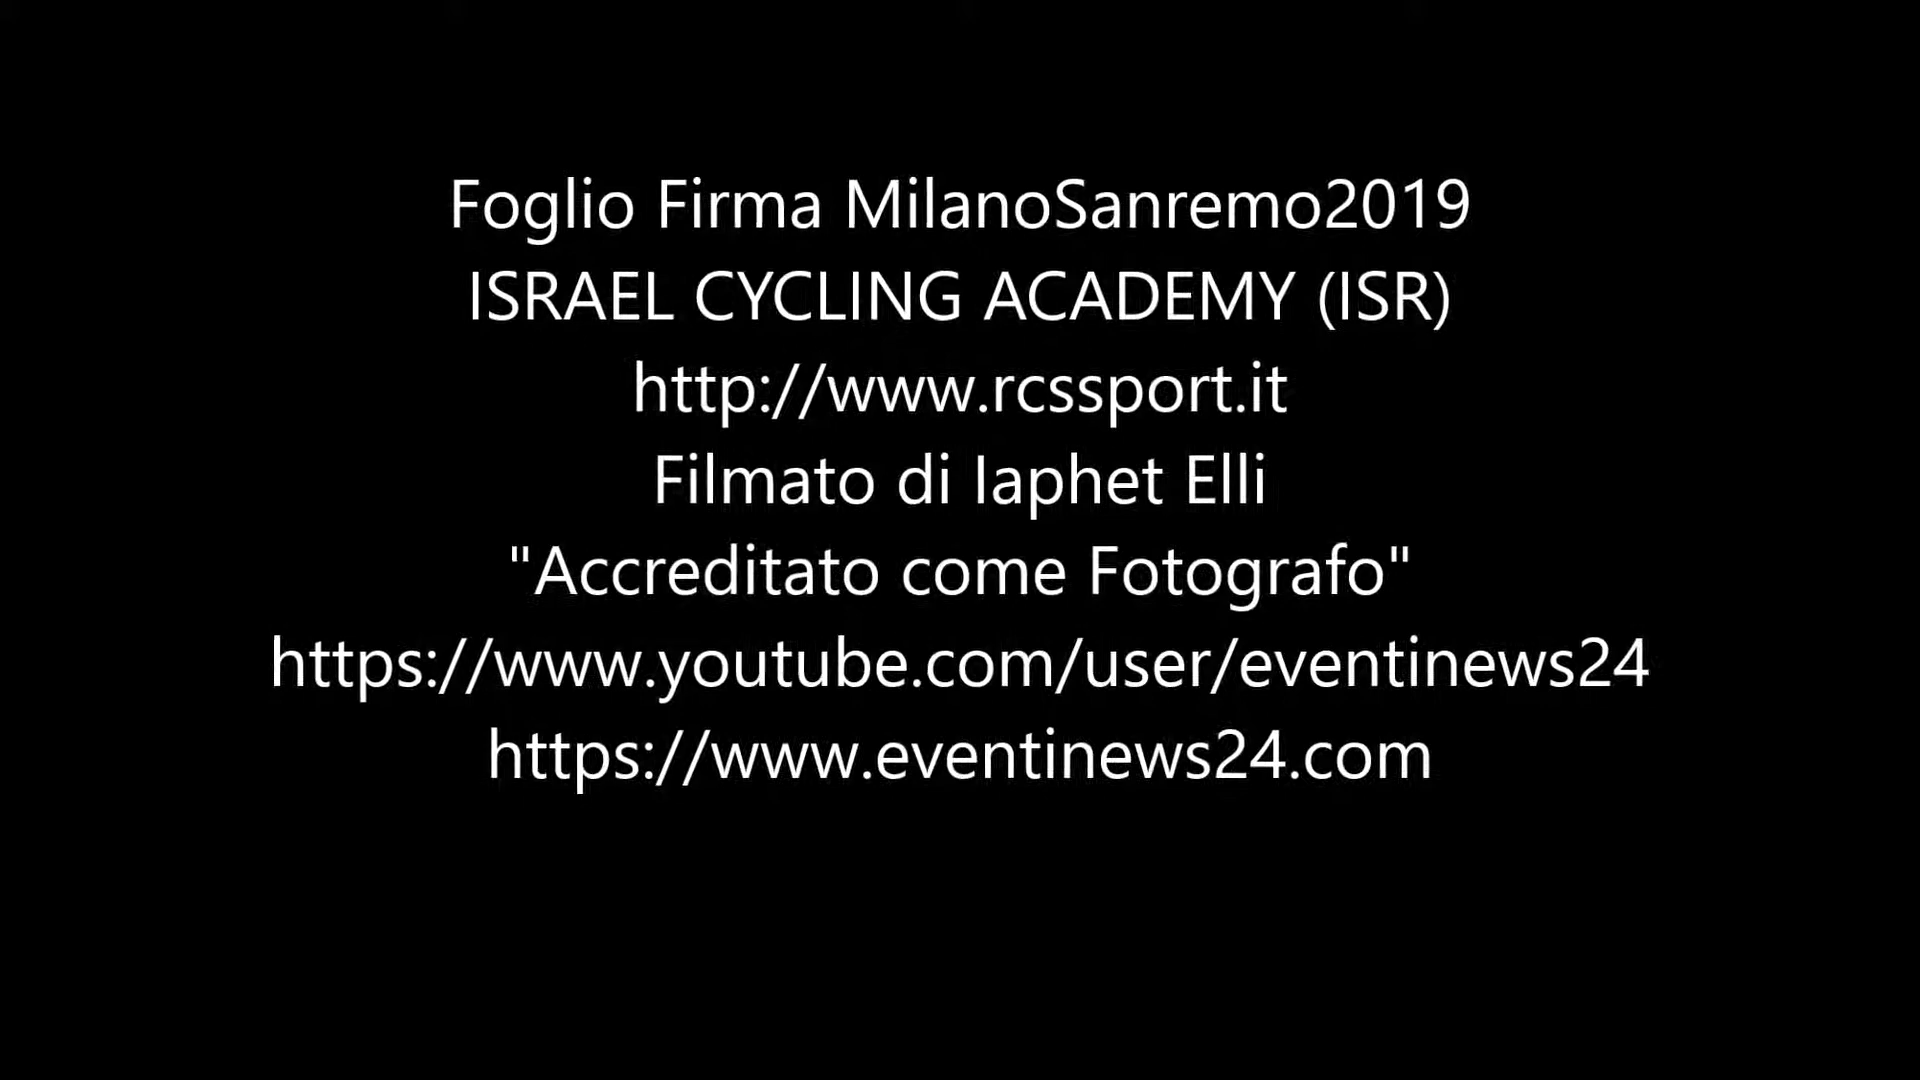 Foglio Firma MilanoSanremo2019
ISRAEL CYCLING ACADEMY (ISR)
http://www.rcssport.it
Filmato di Iaphet Elli
"Accreditato come Fotografo"
https://www.youtube.com/user/eventinews24
https://www.eventinews24.com